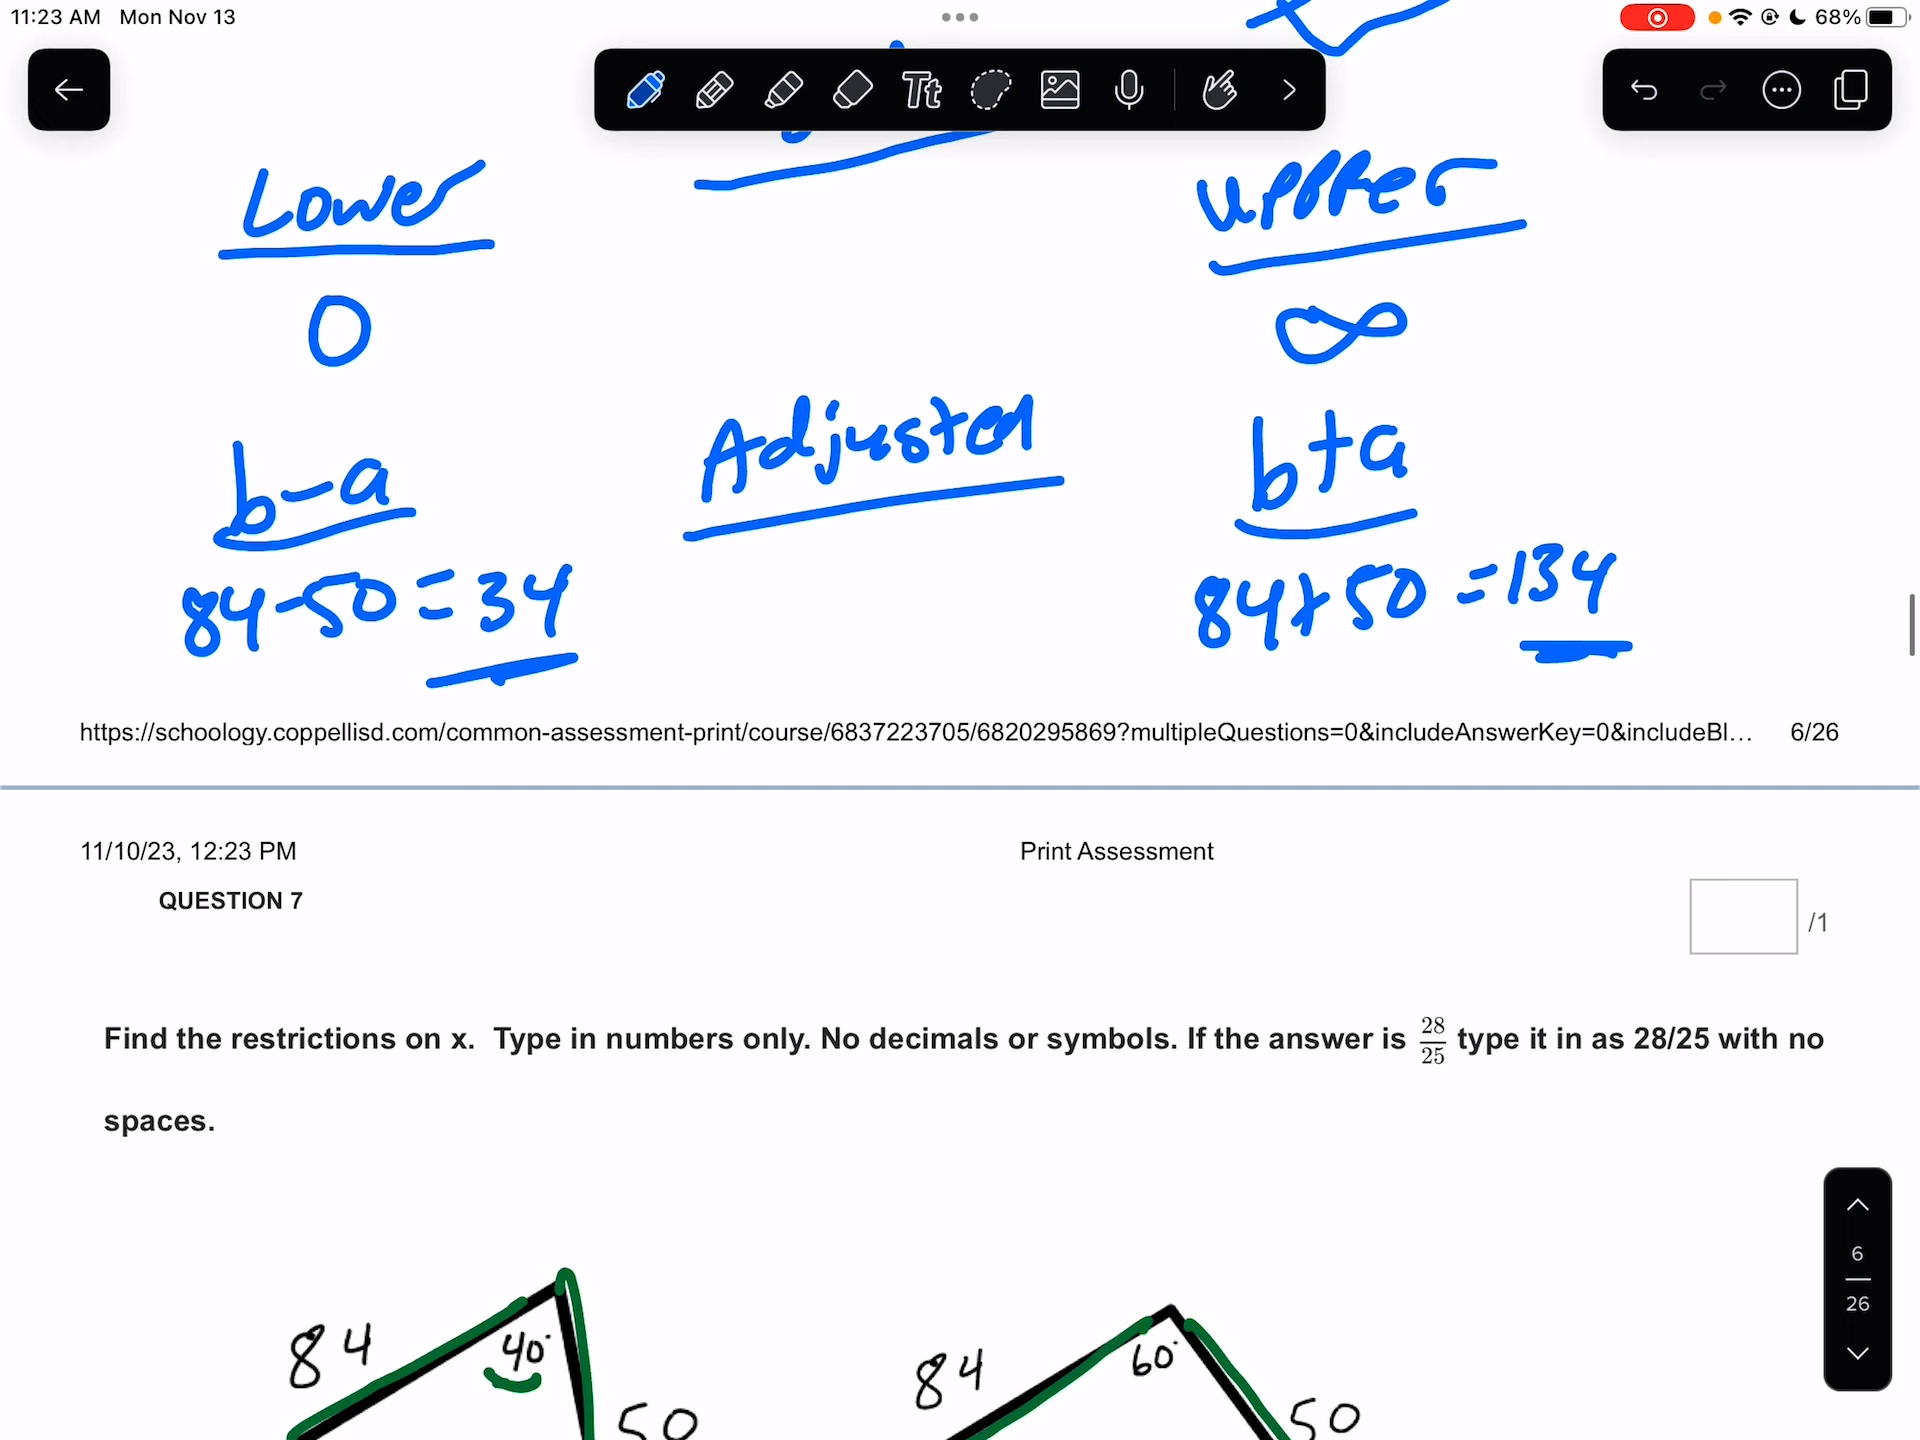 11:23 AM Mon Nov 13
68%
Tt
Lower
upper
0
∞
Adjusted
b-a
b+a
84-50=34
84+50=134
https://schoology.coppellisd.com/common-assessment-print/course/6837223705/6820295869?multipleQuestions=0&includeAnswerKey=0&includeBl… 6/26
11/10/23, 12:23 PM Print Assessment
QUESTION 7
/1
Find the restrictions on x. Type in numbers only. No decimals or symbols. If the answer is 28/25 type it in as 28/25 with no
spaces.
6
26
84 40° 50
84 60° 50